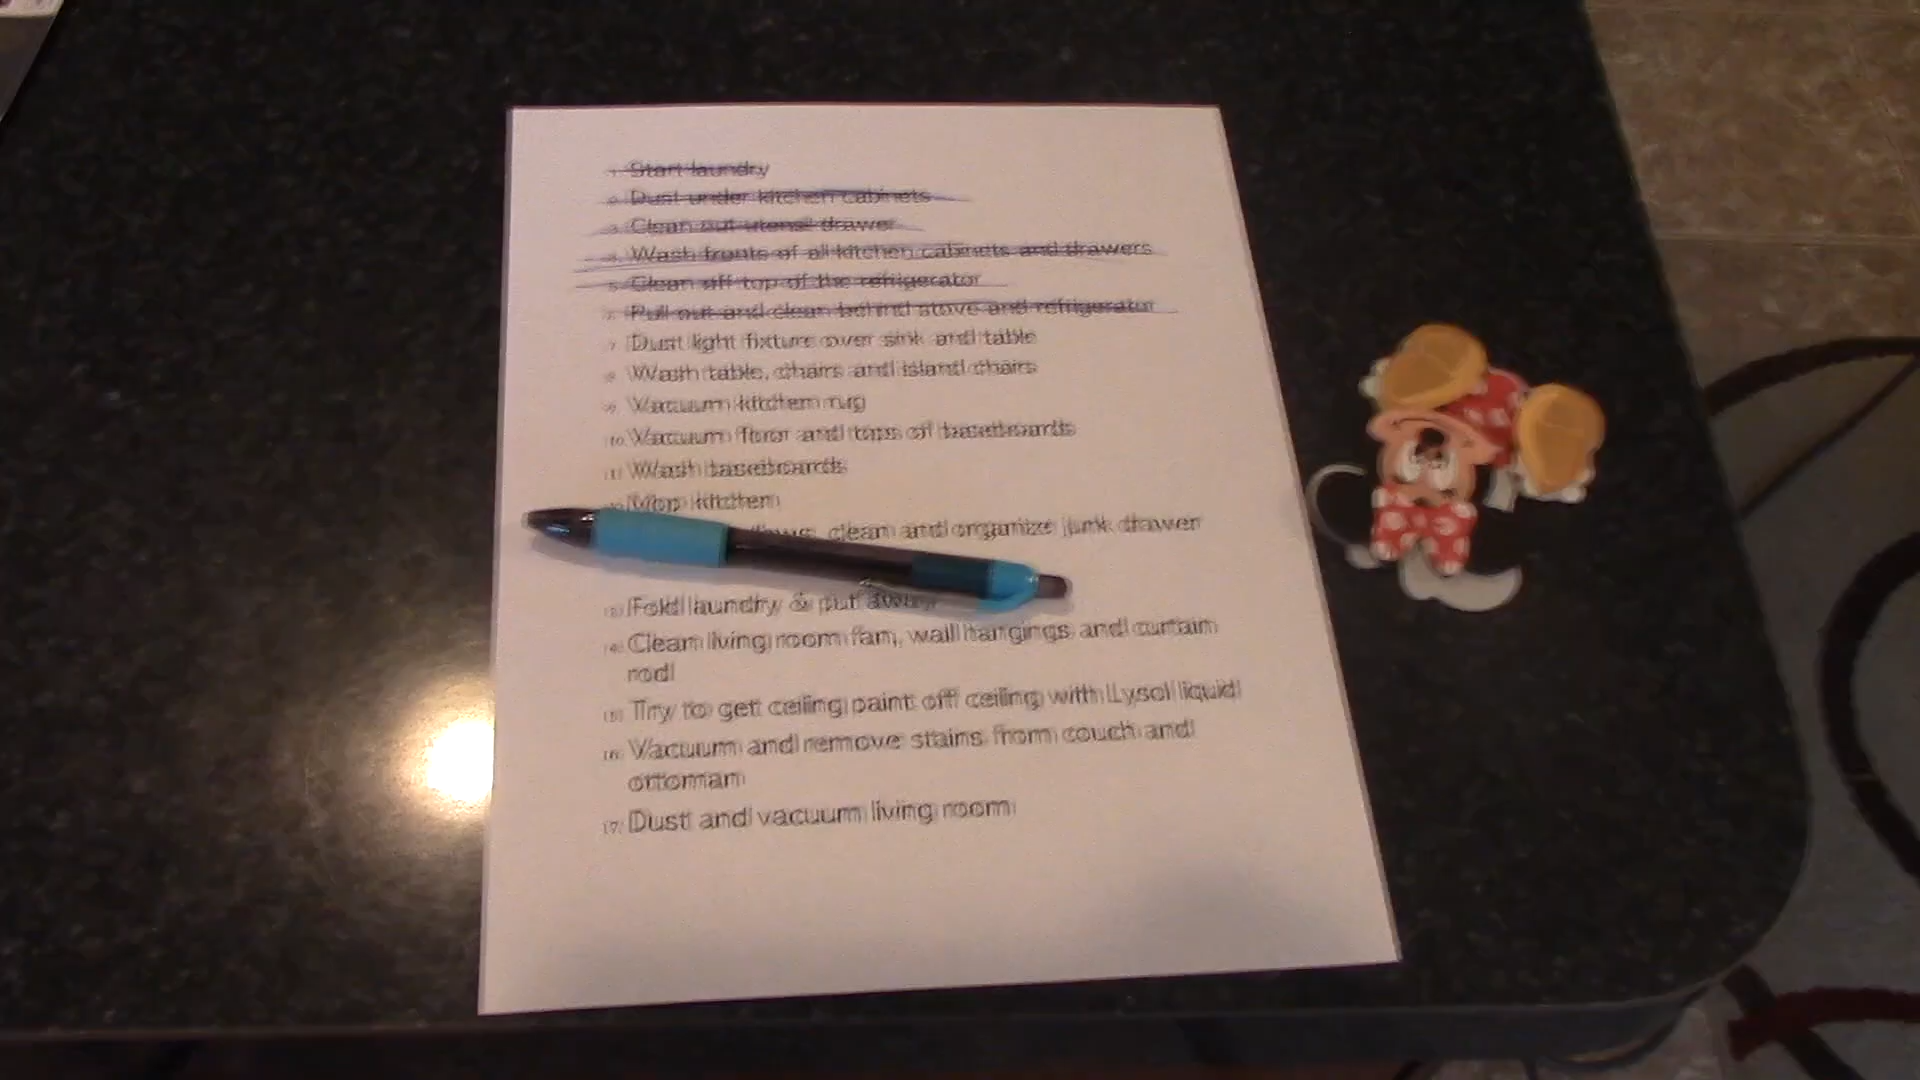 1. Start laundry
2. Dust under kitchen cabinets
3. Clean out utensil drawer
4. Wash fronts of all kitchen cabinets and drawers
5. Clean off top of the refrigerator
Pull out and clean behind stove and refrigerator
7. Dust light fixture over sink and table
8. Wash table, chairs and island chairs
9. Vacuum kitchen rug
10. Vacuum floor and tops of baseboards
11. Wash baseboards
Mop kitchen
clean and organize junk drawer
Fold laundry & put away
Clean living room fan, wall hangings and curtain
rod
15. Try to get ceiling paint off ceiling with Lysol liquid
16. Vacuum and remove stains from couch and
ottoman
17. Dust and vacuum living room